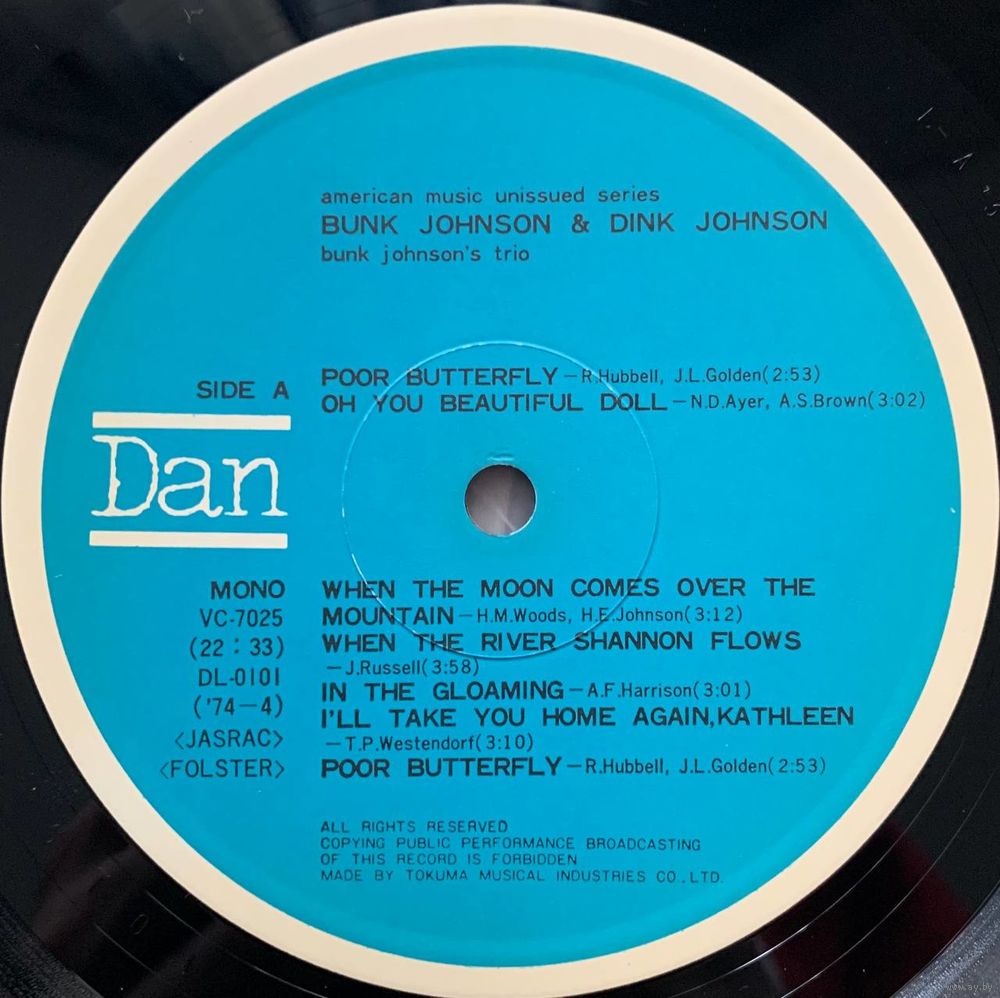 american music unissued series
BUNK JOHNSON & DINK JOHNSON
bunk johnson's trio
SIDE A
POOR BUTTERFLY—R.Hubbell, J.L.Golden(2:53)
OH YOU BEAUTIFUL DOLL—N.D.Ayer, A.S.Brown(3:02)
Dan
MONO
VC-7025
(22:33)
DL-0101
('74—4)
<JASRAC>
<FOLSTER>
WHEN THE MOON COMES OVER THE
MOUNTAIN—H.M.Woods, H.E.Johnson(3:12)
WHEN THE RIVER SHANNON FLOWS
—J.Russell(3:58)
IN THE GLOAMING—A.F.Harrison(3:01)
I'LL TAKE YOU HOME AGAIN,KATHLEEN
—T.P.Westendorf(3:10)
POOR BUTTERFLY—R.Hubbell, J.L.Golden(2:53)
ALL RIGHTS RESERVED
COPYING PUBLIC PERFORMANCE BROADCASTING
OF THIS RECORD IS FORBIDDEN
MADE BY TOKUMA MUSICAL INDUSTRIES CO.,LTD.
www.ay.by